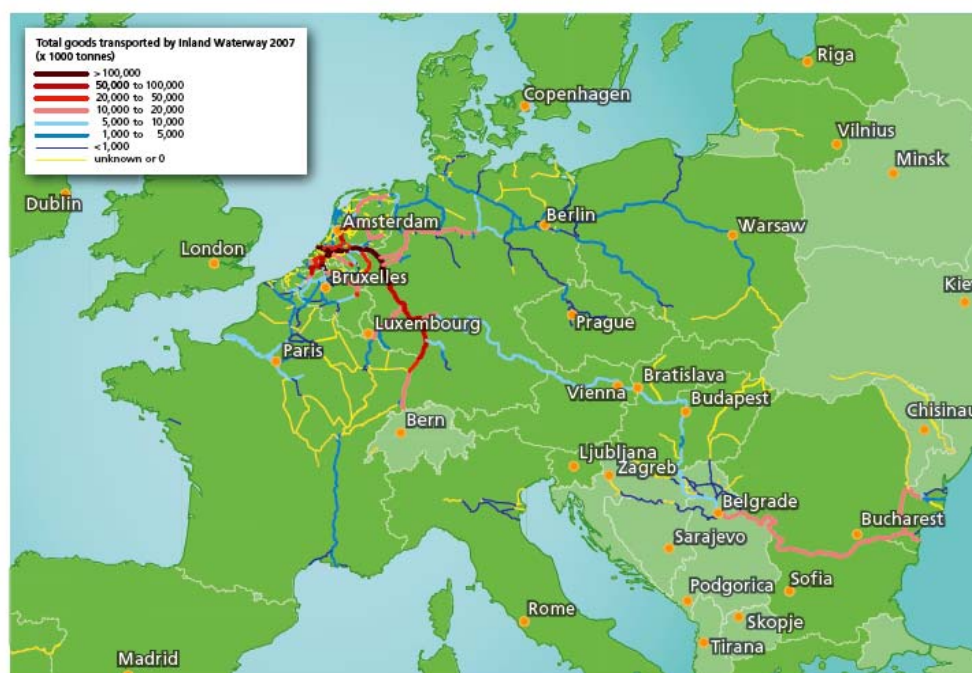 Total goods transported by Inland Waterway 2007
(x 1000 tonnes)
> 100,000
50,000 to 100,000
20,000 to 50,000
10,000 to 20,000
5,000 to 10,000
1,000 to 5,000
<1,000
unknown or 0
Riga
Copenhagen
Vilnius
Minsk
Dublin
Amsterdam
Berlin
Warsaw
London
Bruxelles
Kie
Luxembourg
Prague
Paris
Vienna
Bratislava
Budapest
Chisinau
Bern
Ljubljana
Zagreb
Belgrade
Bucharest
Sarajevo
Podgorica
Sofia
Rome
Skopje
Tirana
Madrid